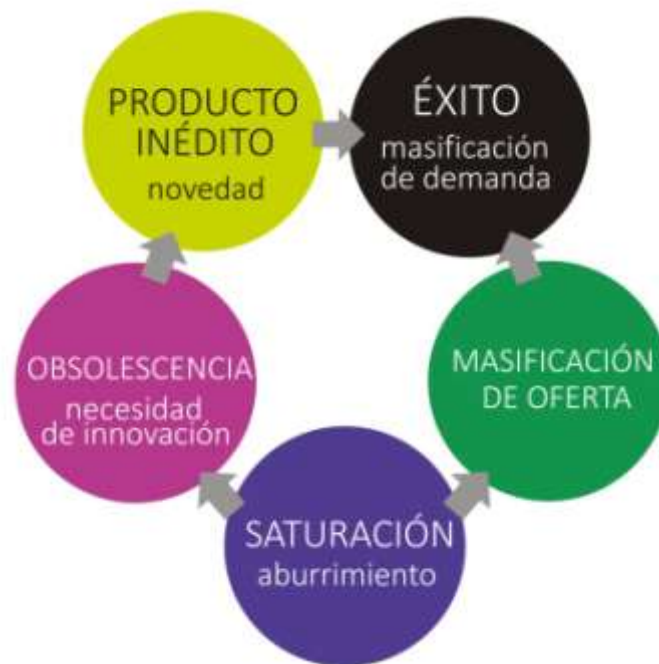 PRODUCTO
INÉDITO
novedad
ÉXITO
masificación
de demanda
MASIFICACIÓN
DE OFERTA
SATURACIÓN
aburrimiento
OBSOLESCENCIA
necesidad
de innovación